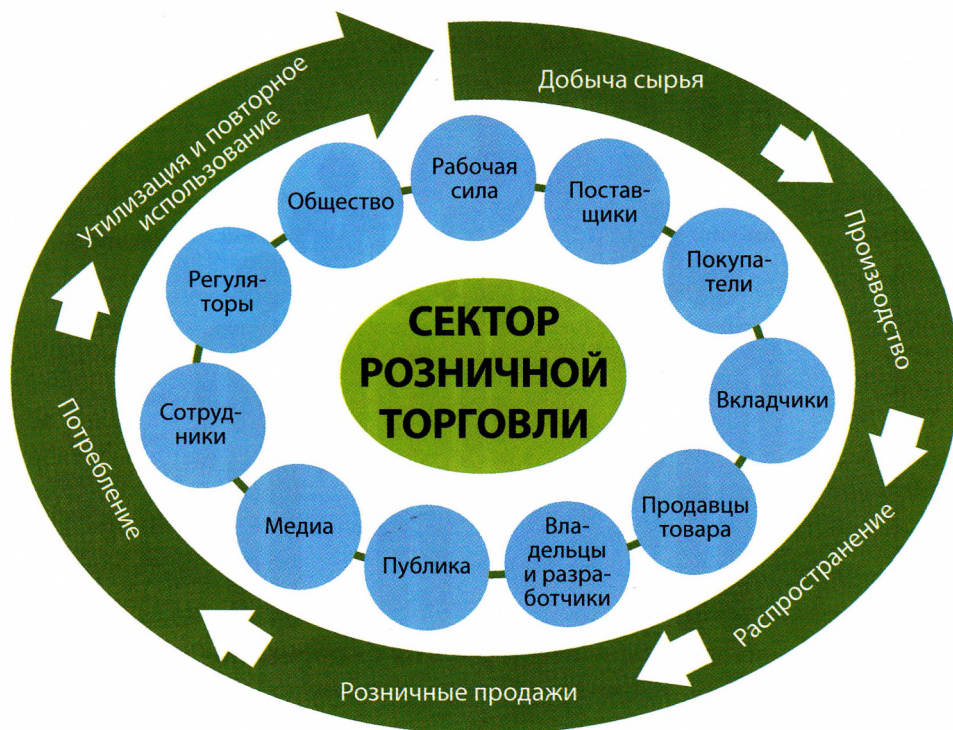 Добыча сырья
Производство
Распространение
Розничные продажи
Потребление
Утилизация и повторное
использование
Рабочая
сила
Постав-
щики
Покупа-
тели
Вкладчики
Продавцы
товара
Вла-
дельцы
и разра-
ботчики
Публика
Медиа
Сотруд-
ники
Регуля-
торы
Общество
СЕКТОР
РОЗНИЧНОЙ
ТОРГОВЛИ